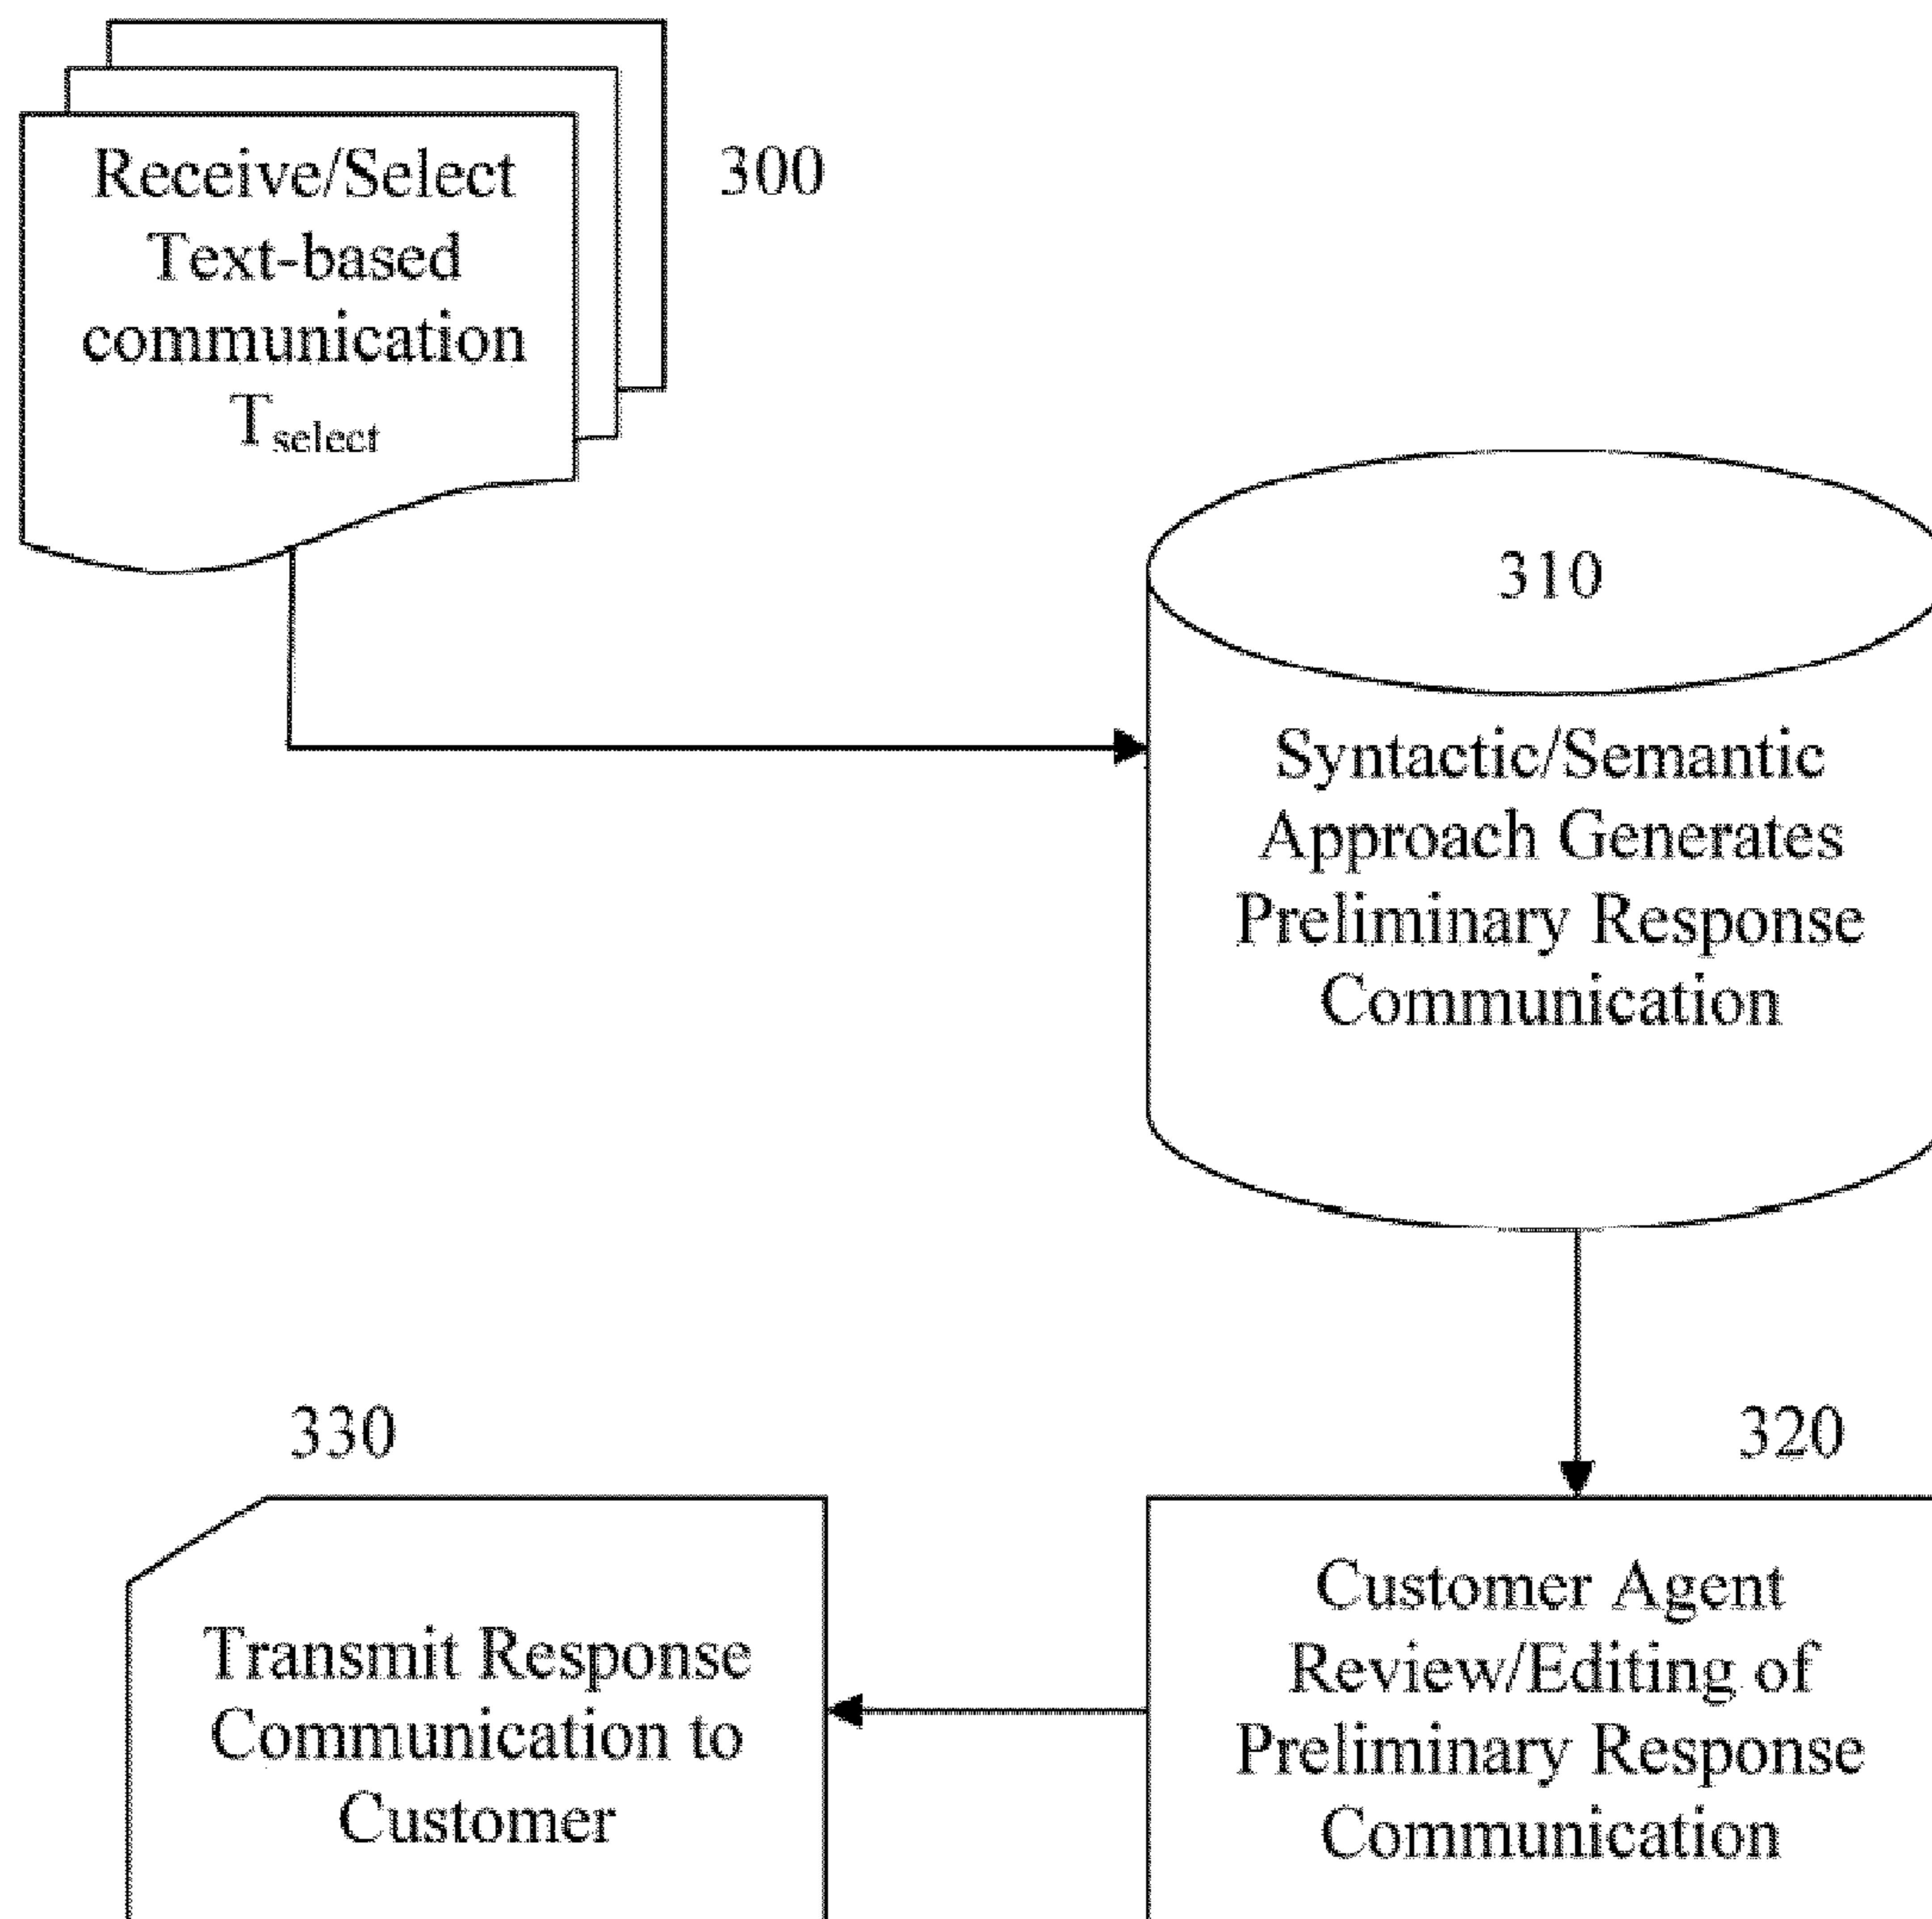 Receive/Select
Text-based
communication
Tselect
300
310
Syntactic/Semantic
Approach Generates
Preliminary Response
Communication
330
320
Transmit Response
Communication to
Customer
Customer Agent
Review/Editing of
Preliminary Response
Communication